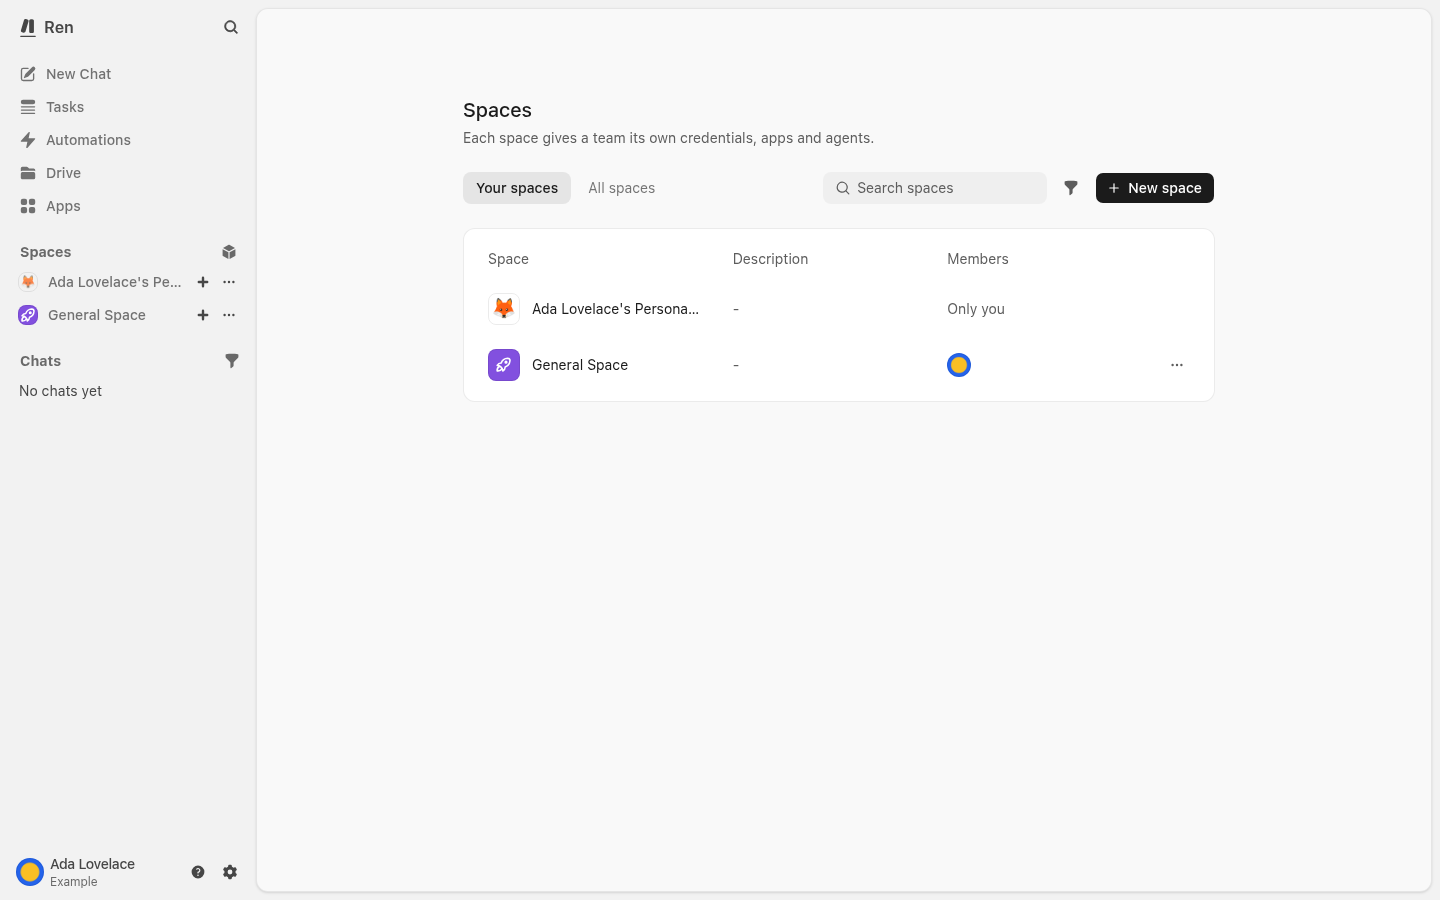 Ren
New Chat
Tasks
Automations
Drive
Apps
Spaces
Ada Lovelace's Pe...
General Space
Chats
No chats yet
Ada Lovelace
Example
Spaces
Each space gives a team its own credentials, apps and agents.
Your spaces
All spaces
Search spaces
New space
Space Description Members
Ada Lovelace's Persona... - Only you
General Space -